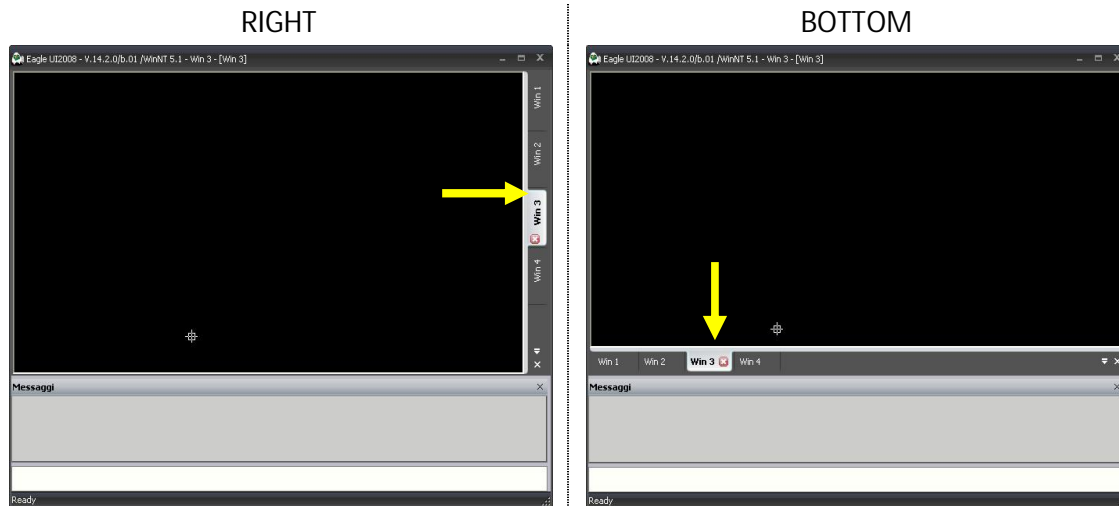 RIGHT
Eagle UI2008 - V.14.2.0/b.01 /WinNT 5.1 - Win 3 - [Win 3]
Win 1
Win 2
Win 3
Win 4
Messaggi
Ready
BOTTOM
Eagle UI2008 - V.14.2.0/b.01 /WinNT 5.1 - Win 3 - [Win 3]
Win 1 Win 2 Win 3 Win 4
Messaggi
Ready